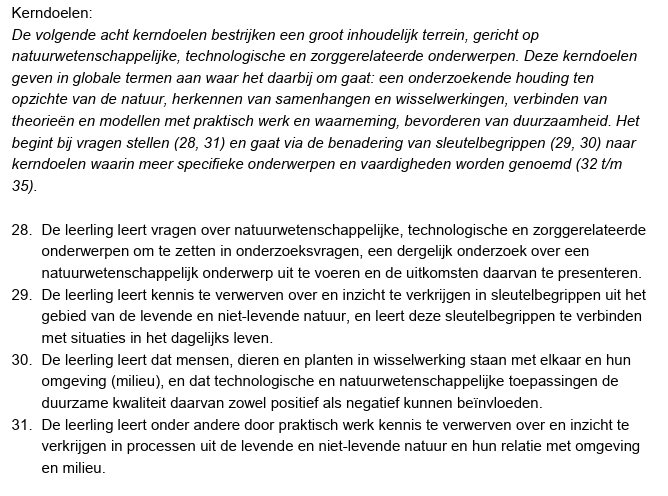 Kerndoelen:
De volgende acht kerndoelen bestrijken een groot inhoudelijk terrein, gericht op
natuurwetenschappelijke, technologische en zorggerelateerde onderwerpen. Deze kerndoelen
geven in globale termen aan waar het daarbij om gaat: een onderzoekende houding ten
opzichte van de natuur, herkennen van samenhangen en wisselwerkingen, verbinden van
theorieën en modellen met praktisch werk en waarneming, bevorderen van duurzaamheid. Het
begint bij vragen stellen (28, 31) en gaat via de benadering van sleutelbegrippen (29, 30) naar
kerndoelen waarin meer specifieke onderwerpen en vaardigheden worden genoemd (32 t/m
35).
28. De leerling leert vragen over natuurwetenschappelijke, technologische en zorggerelateerde
onderwerpen om te zetten in onderzoeksvragen, een dergelijk onderzoek over een
natuurwetenschappelijk onderwerp uit te voeren en de uitkomsten daarvan te presenteren.
29. De leerling leert kennis te verwerven over en inzicht te verkrijgen in sleutelbegrippen uit het
gebied van de levende en niet-levende natuur, en leert deze sleutelbegrippen te verbinden
met situaties in het dagelijks leven.
30. De leerling leert dat mensen, dieren en planten in wisselwerking staan met elkaar en hun
omgeving (milieu), en dat technologische en natuurwetenschappelijke toepassingen de
duurzame kwaliteit daarvan zowel positief als negatief kunnen beïnvloeden.
31. De leerling leert onder andere door praktisch werk kennis te verwerven over en inzicht te
verkrijgen in processen uit de levende en niet-levende natuur en hun relatie met omgeving
en milieu.